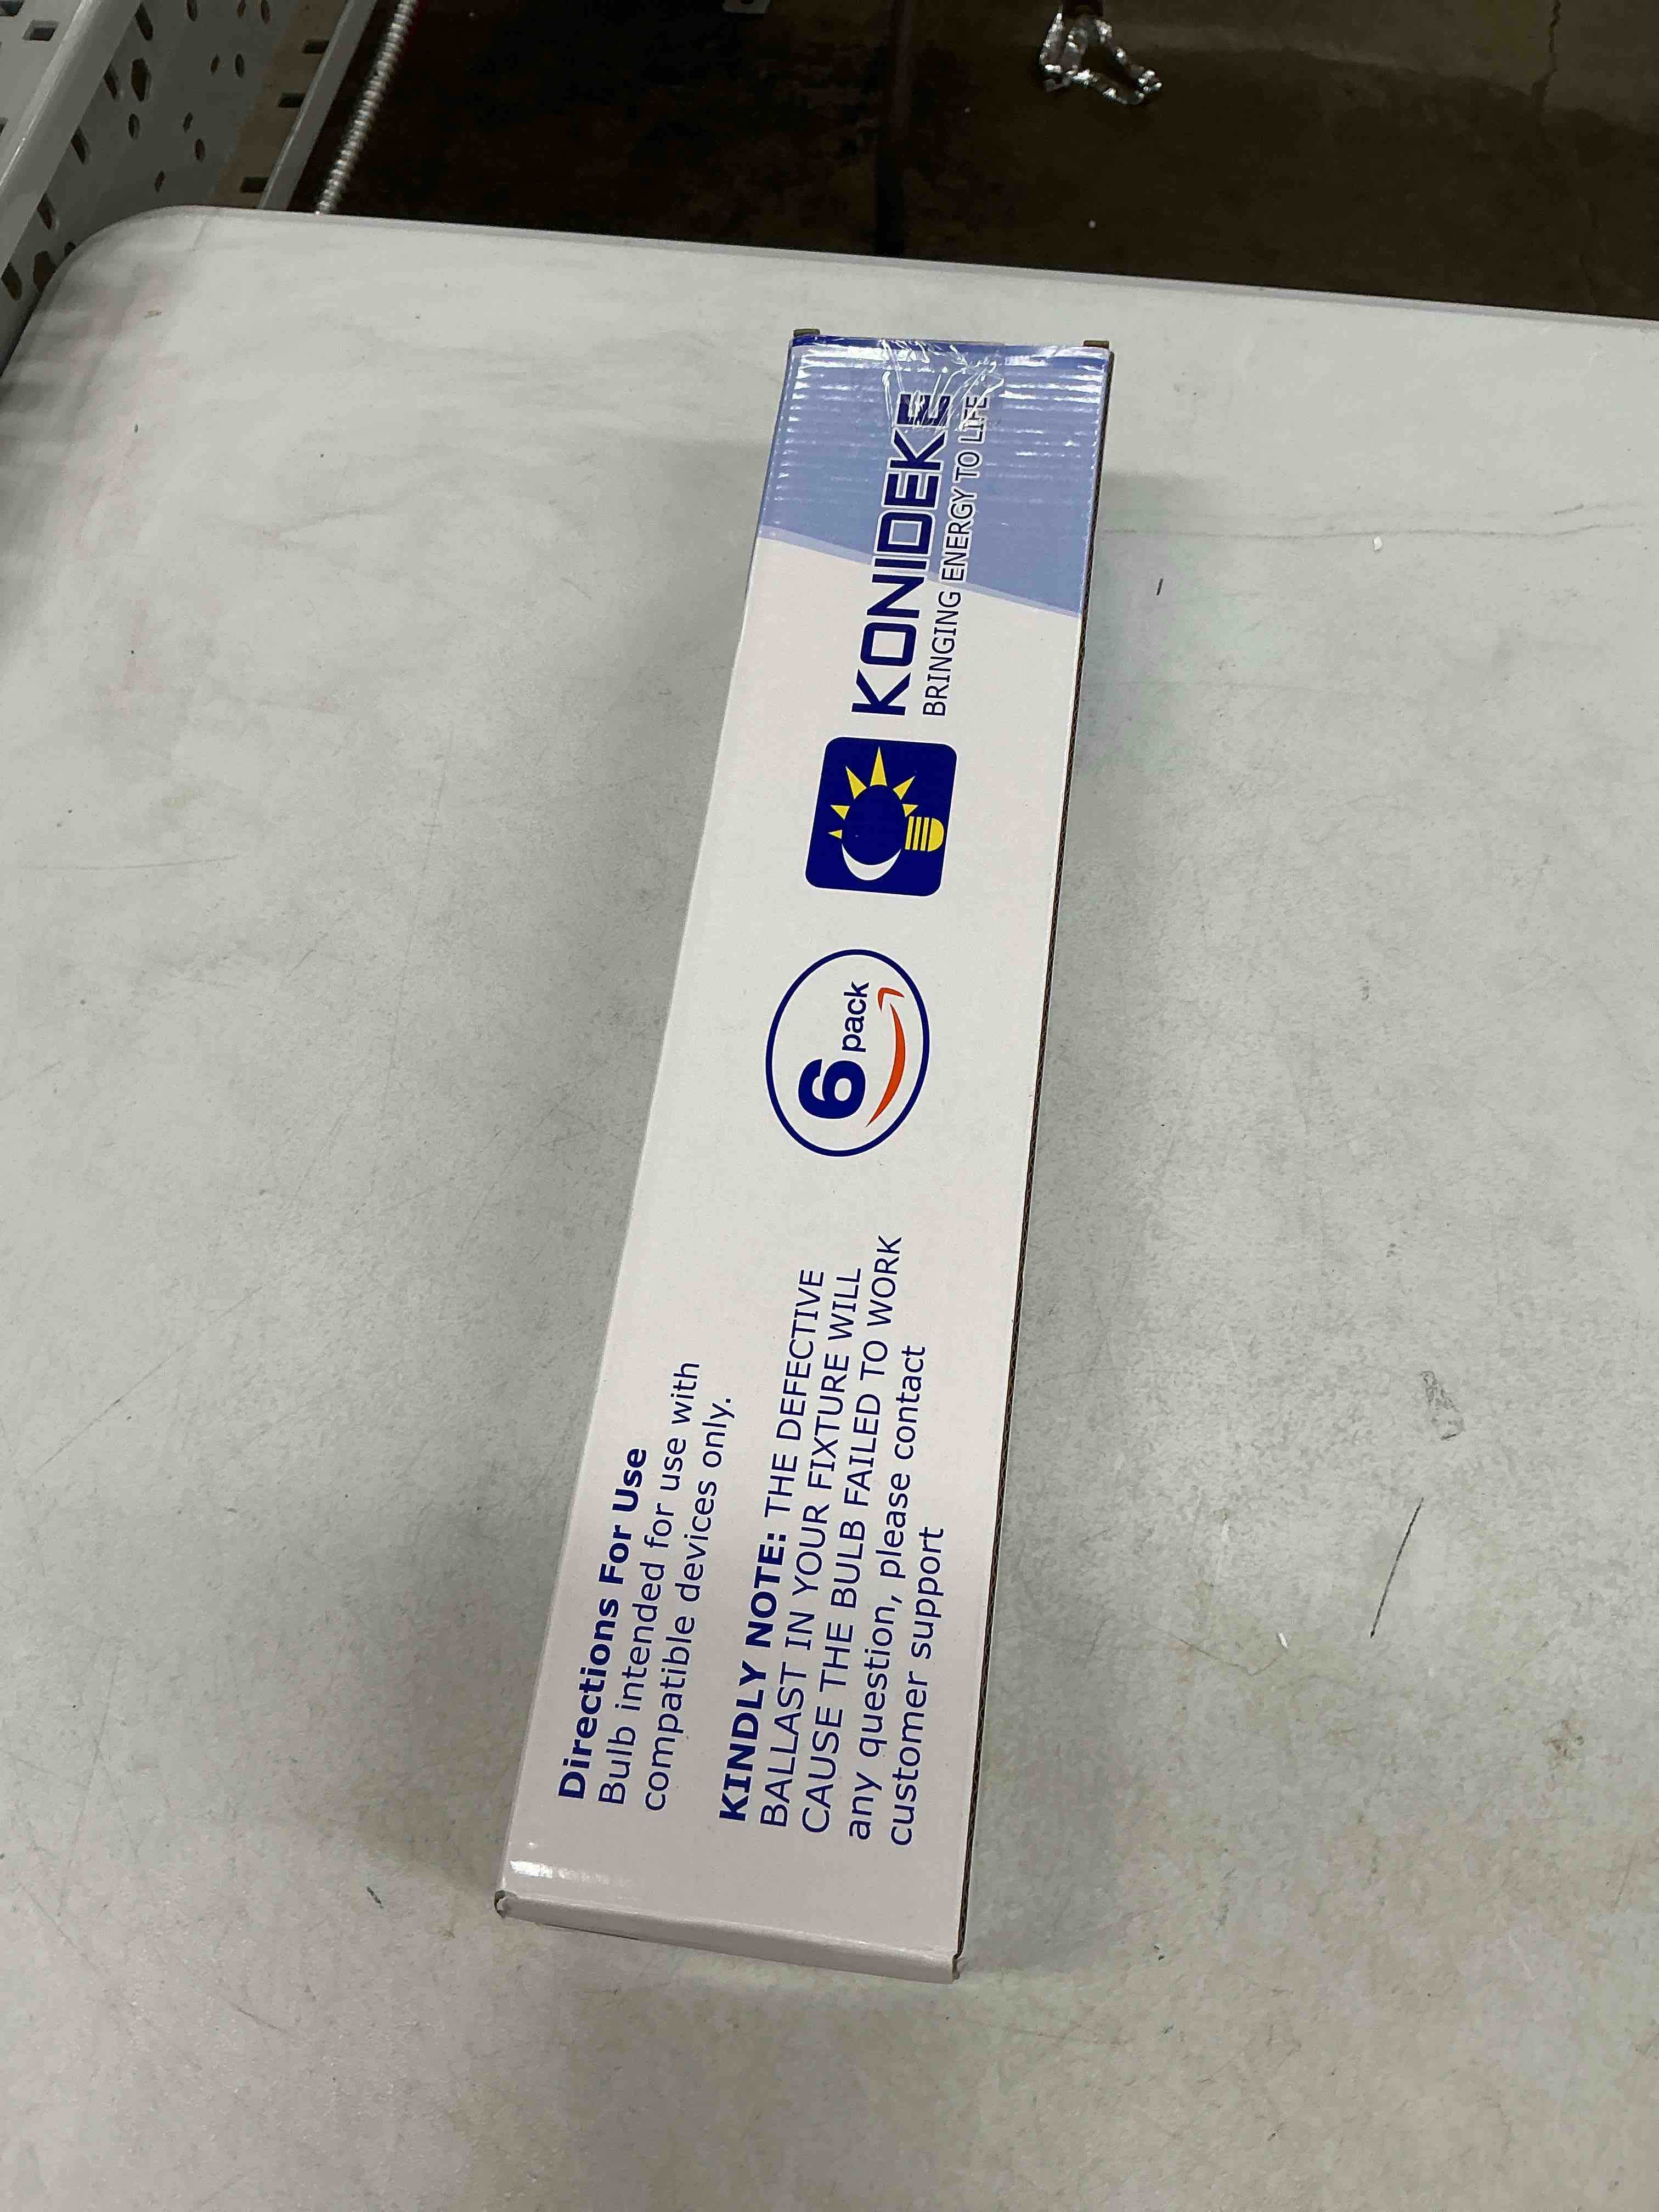 Directions For Use
Bulb intended for use with
compatible devices only.
KINDLY NOTE: THE DEFECTIVE
BALLAST IN YOUR FIXTURE WILL
CAUSE THE BULB FAILED TO WORK
any question, please contact
customer support
6 pack
KONIDEKE
BRINGING ENERGY TO LIFE